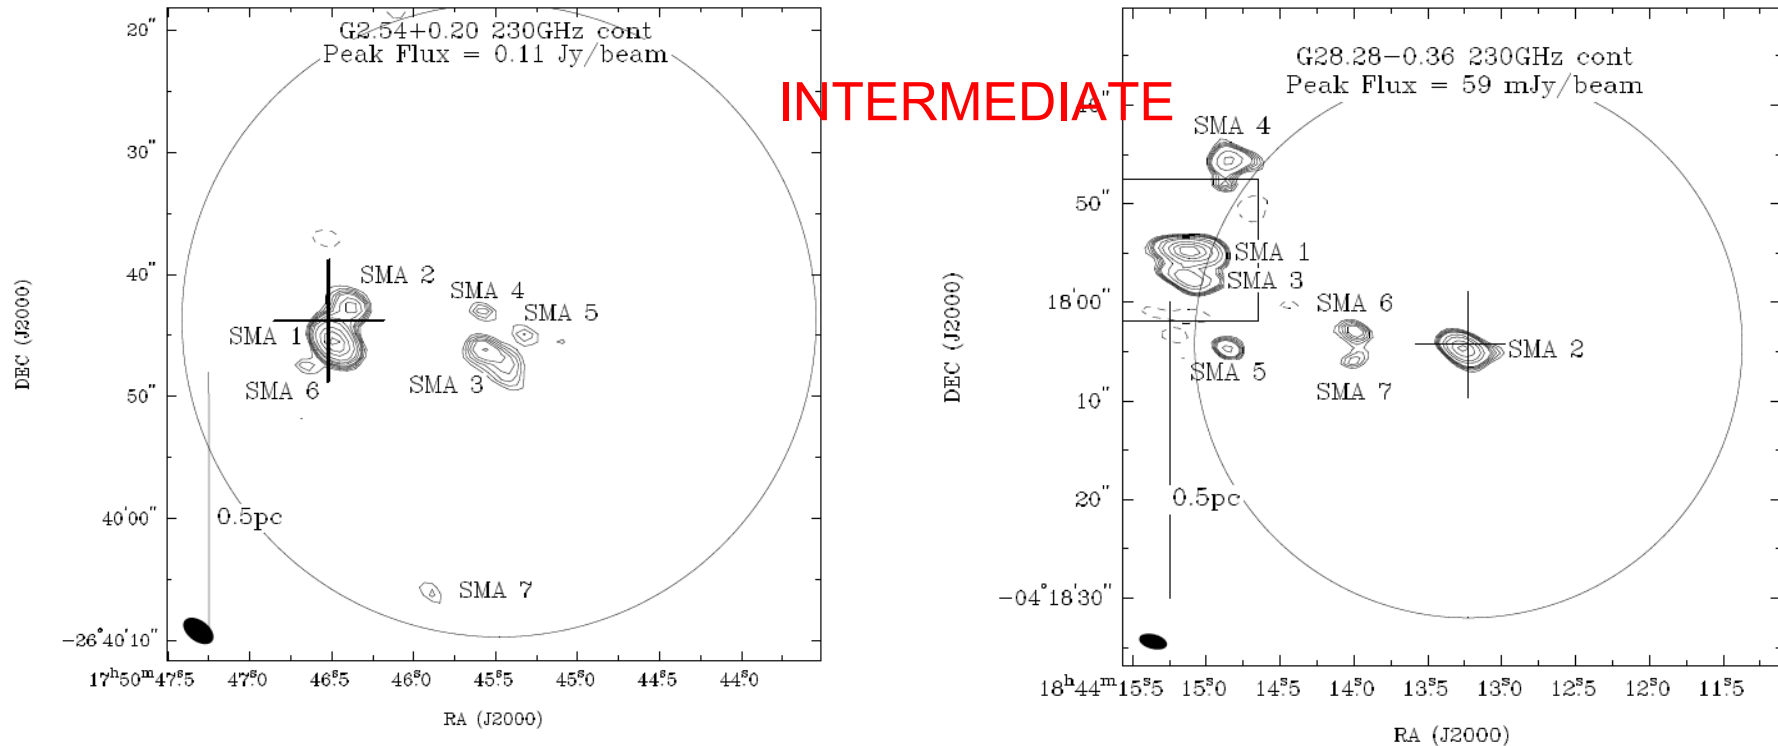 G2.54+0.20 230GHz cont
Peak Flux = 0.11 Jy/beam
INTERMEDIATE
20"
30"
40"
50"
40'00"
-26°40'10"
DEC (J2000)
SMA 2
SMA 4
SMA 5
SMA 1
SMA 6
SMA 3
SMA 7
0.5pc
17h50m47s.5 47s.0 46s.5 46s.0 45s.5 45s.0 44s.5 44s.0
RA (J2000)
G28.28-0.36 230GHz cont
Peak Flux = 59 mJy/beam
40"
50"
18'00"
10"
20"
-04°18'30"
DEC (J2000)
SMA 4
SMA 1
SMA 3
SMA 6
SMA 2
SMA 5
SMA 7
0.5pc
18h44m15s.5 15s.0 14s.5 14s.0 13s.5 13s.0 12s.5 12s.0 11s.5
RA (J2000)